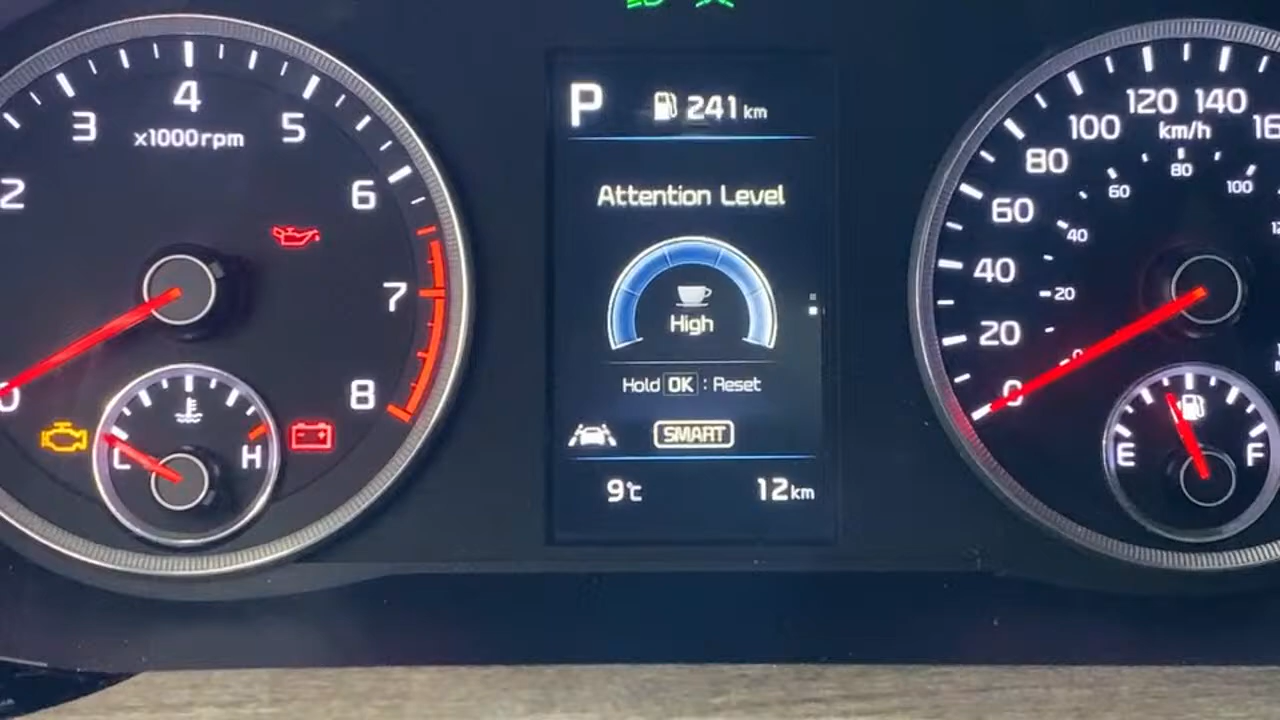 P 241 km
Attention Level
High
Hold OK : Reset
SMART
9℃ 12km
0 2 3 4 5 6 7 8
x1000rpm
L H
0 20 40 60 80 100 120 140
km/h
20 40 60 80 100
E F